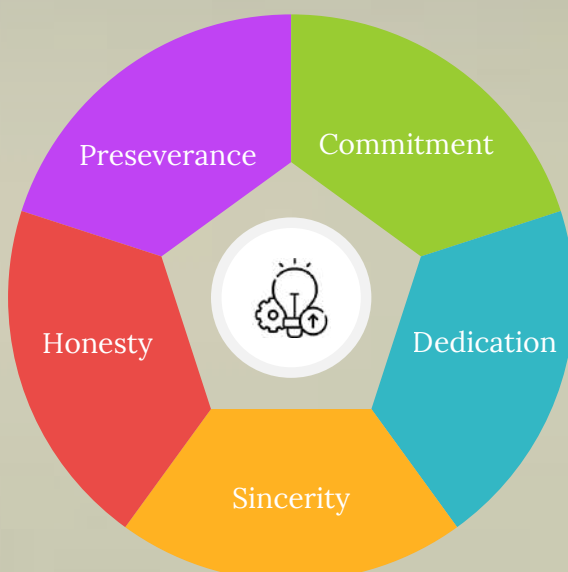 Preseverance
Commitment
Honesty
Dedication
Sincerity